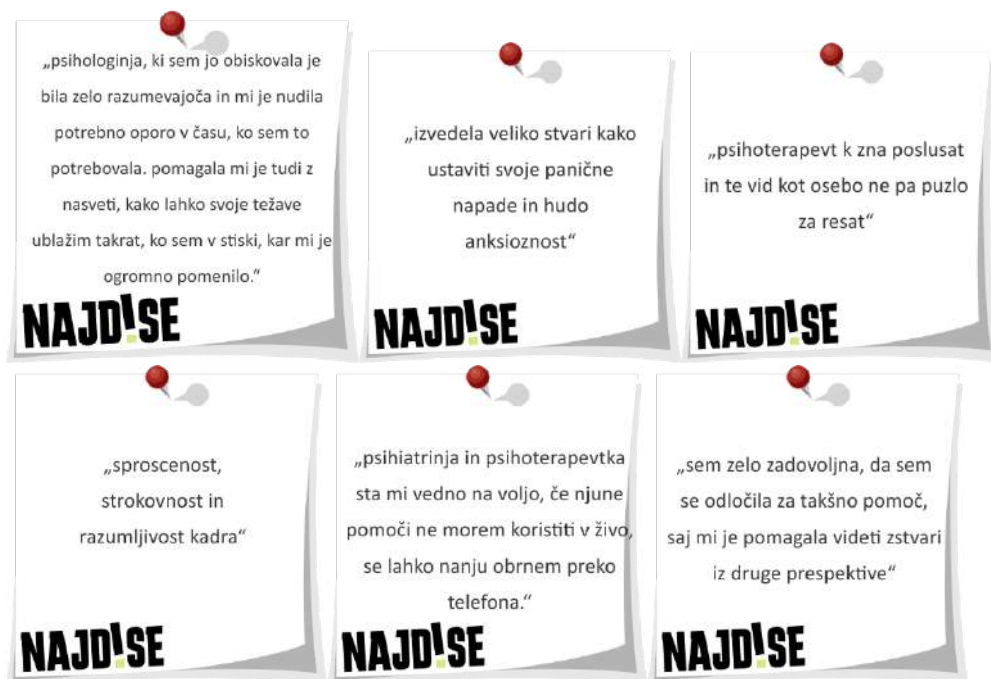 „psihologinja, ki sem jo obiskovala je
bila zelo razumevajoča in mi je nudila
potrebno oporo v času, ko sem to
potrebovala. pomagala mi je tudi z
nasveti, kako lahko svoje težave
ublažim takrat, ko sem v stiski, kar mi je
ogromno pomenilo.“
NAJD!SE
„izvedela veliko stvari kako
ustaviti svoje panične
napade in hudo
anksioznost“
NAJD!SE
„psihoterapevt k zna poslusat
in te vid kot osebo ne pa puzlo
za resat“
NAJD!SE
„sproscenost,
strokovnost in
razumljivost kadra“
NAJD!SE
„psihiatrinja in psihoterapevtka
sta mi vedno na voljo, če njune
pomoči ne morem koristiti v živo,
se lahko nanju obrnem preko
telefona.“
NAJD!SE
„sem zelo zadovoljna, da sem
se odločila za takšno pomoč,
saj mi je pomagala videti zstvari
iz druge prespektive“
NAJD!SE